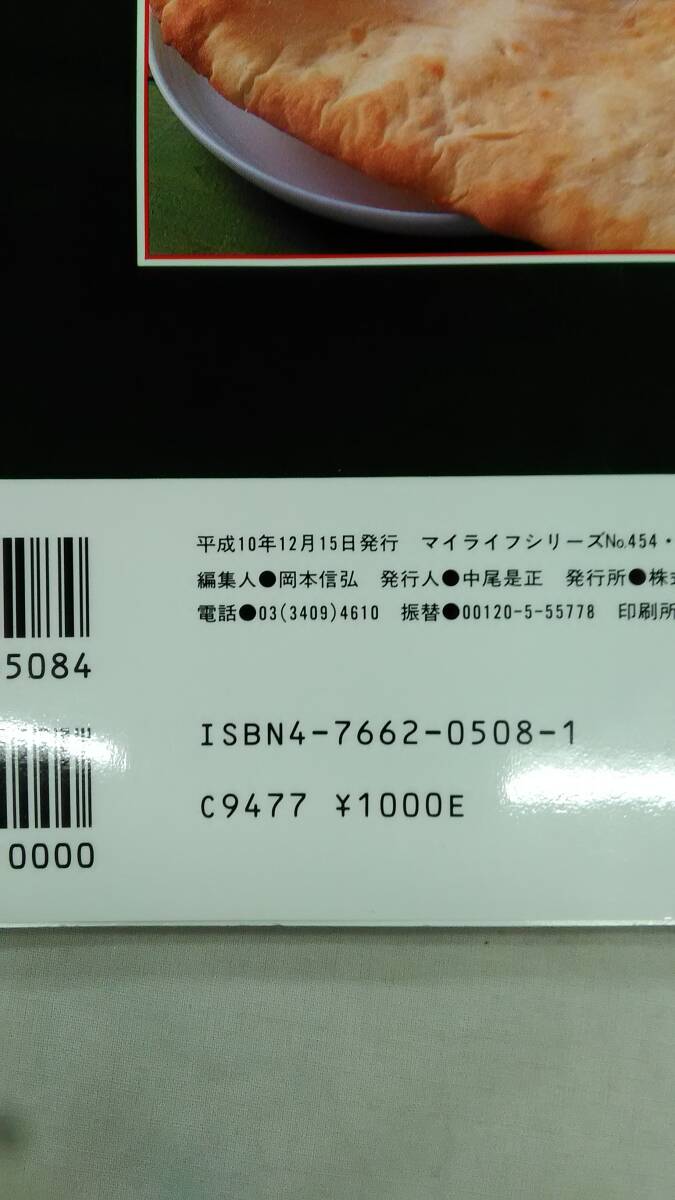 平成10年12月15日発行　マイライフシリーズNo.454・
編集人●岡本信弘　発行人●中尾是正　発行所●株
電話●03(3409)4610　振替●00120-5-55778　印刷所
5084
ISBN4-7662-0508-1
C9477 ¥1000E
0000